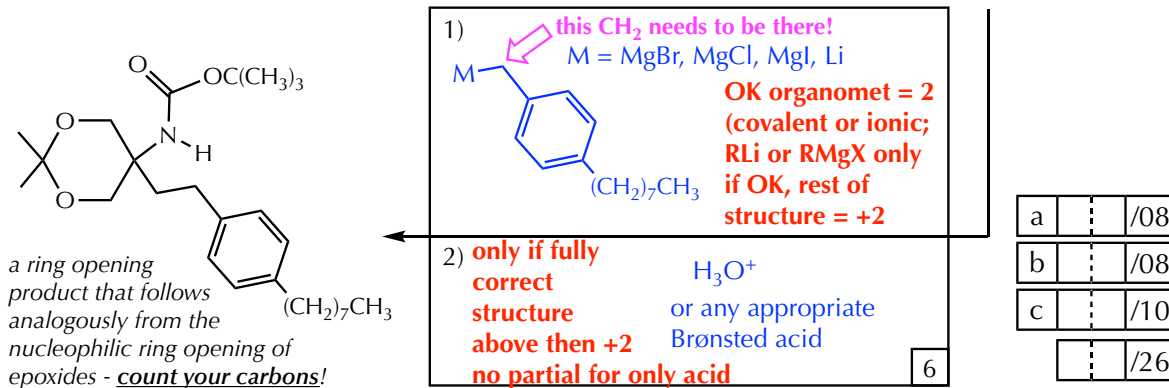 O
OC(CH3)3
N
H
O
O
(CH2)7CH3
a ring opening
product that follows
analogously from the
nucleophilic ring opening of
epoxides - count your carbons!
1)
this CH2 needs to be there!
M = MgBr, MgCl, MgI, Li
M
(CH2)7CH3
OK organomet = 2
(covalent or ionic;
RLi or RMgX only
if OK, rest of
structure = +2
2) only if fully
correct
structure
above then +2
no partial for only acid
H3O+
or any appropriate
Brønsted acid
6
a /08
b /08
c /10
/26